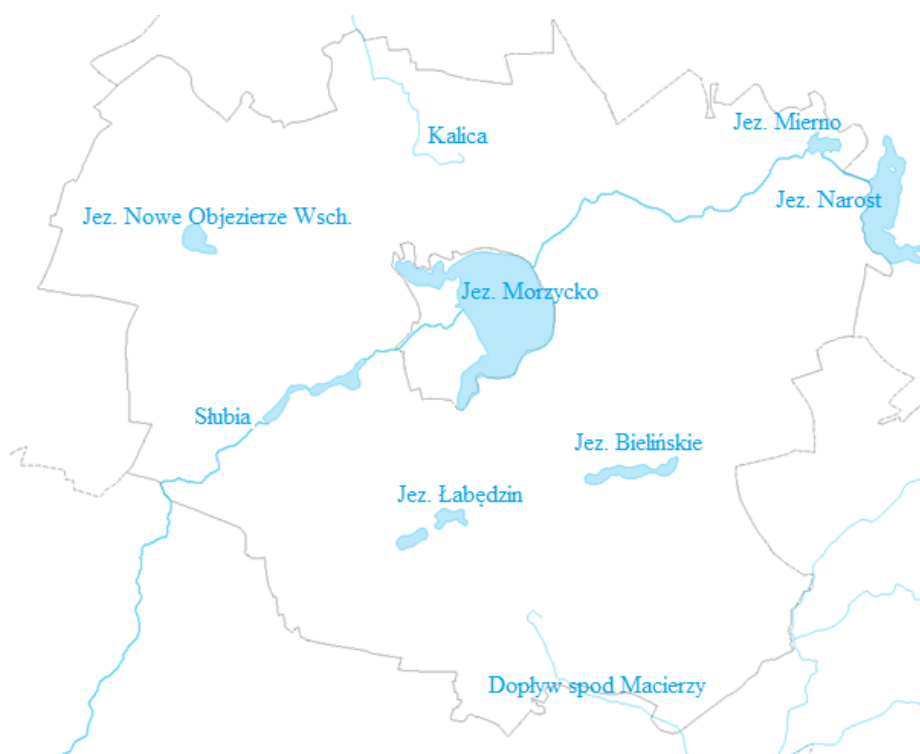 Jez. Mierno
Kalica
Jez. Narost
Jez. Nowe Objezierze Wsch.
Jez. Morzycko
Słubia
Jez. Bielińskie
Jez. Łabędzin
Dopływ spod Macierzy